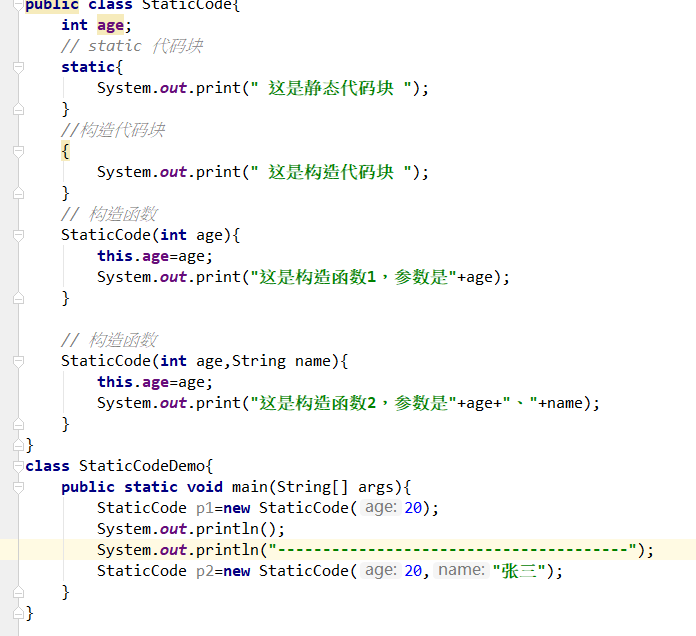 public class StaticCode{
int age;
// static 代码块
static{
System.out.print(" 这是静态代码块 ");
}
//构造代码块
{
System.out.print(" 这是构造代码块 ");
}
// 构造函数
StaticCode(int age){
this.age=age;
System.out.print("这是构造函数1，参数是"+age);
}
// 构造函数
StaticCode(int age,String name){
this.age=age;
System.out.print("这是构造函数2，参数是"+age+"、"+name);
}
}
class StaticCodeDemo{
public static void main(String[] args){
StaticCode p1=new StaticCode( age: 20);
System.out.println();
System.out.println("---------------------------------------");
StaticCode p2=new StaticCode( age: 20, name: "张三");
}
}